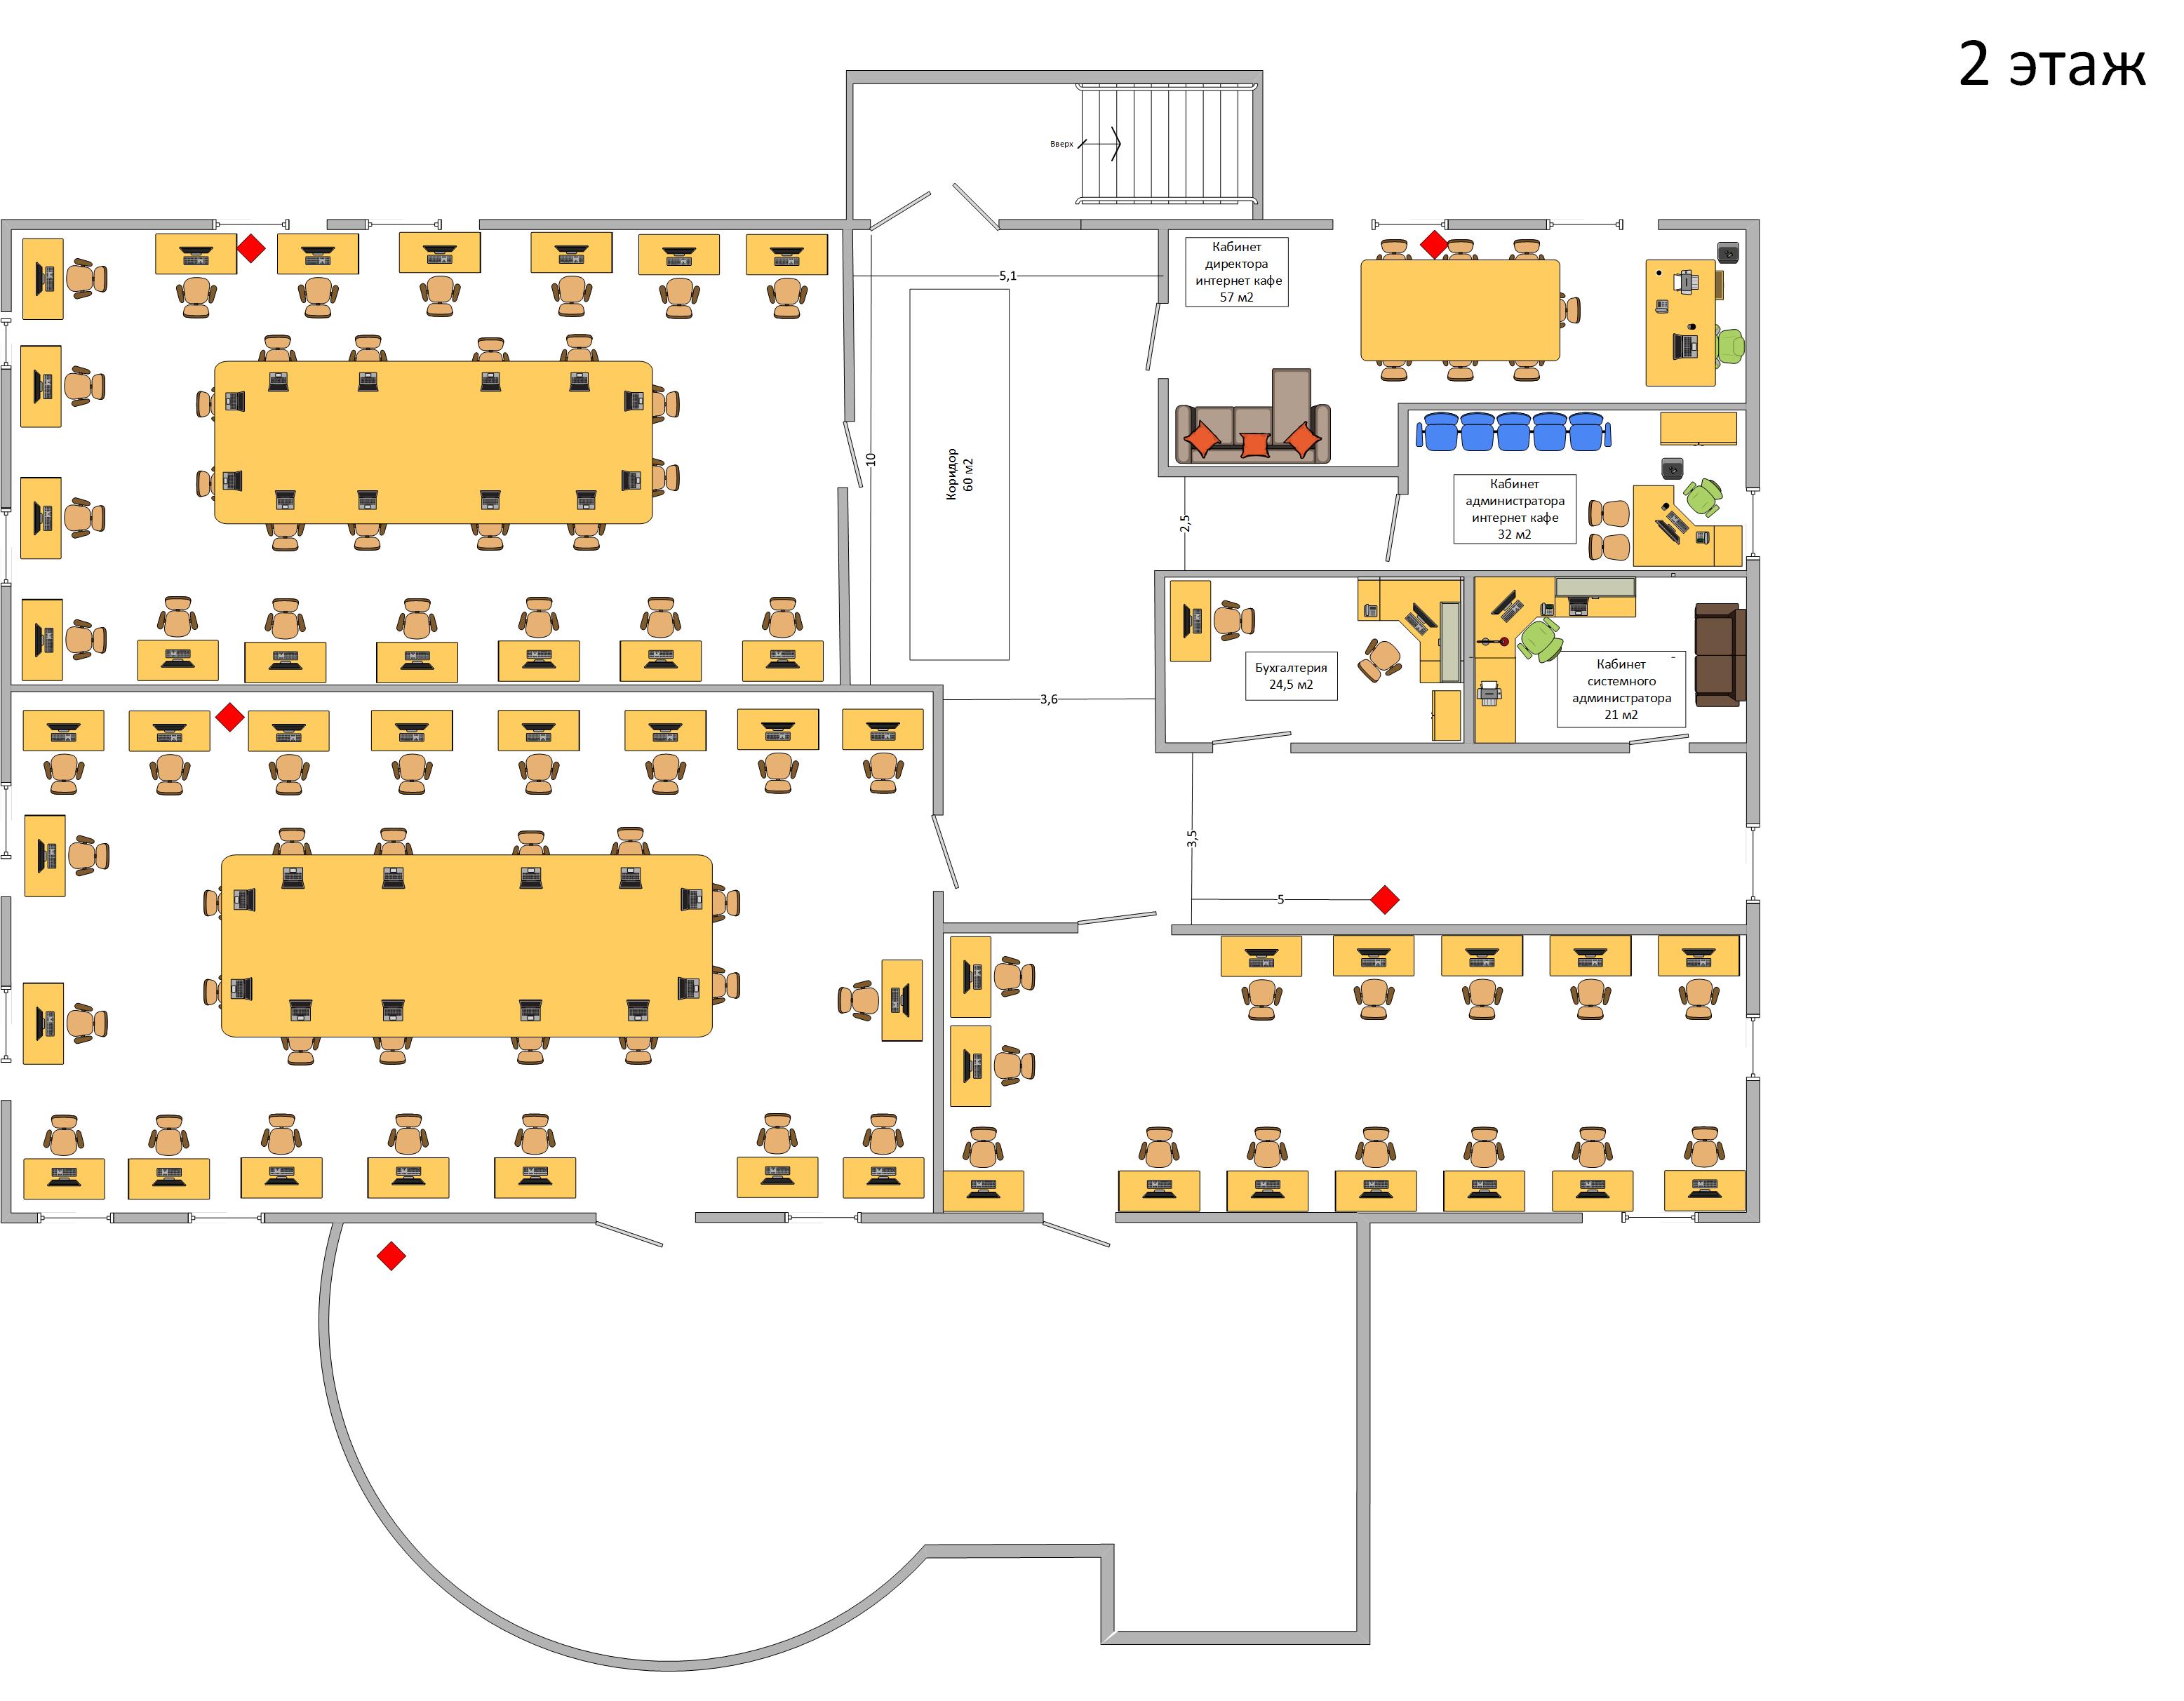 2 этаж
Вверх
5,1
Кабинет
директора
интернет кафе
57 м2
10
Коридор
60 м2
2,5
Кабинет
администратора
интернет кафе
32 м2
Бухгалтерия
24,5 м2
Кабинет
системного
администратора
21 м2
3,6
3,5
5